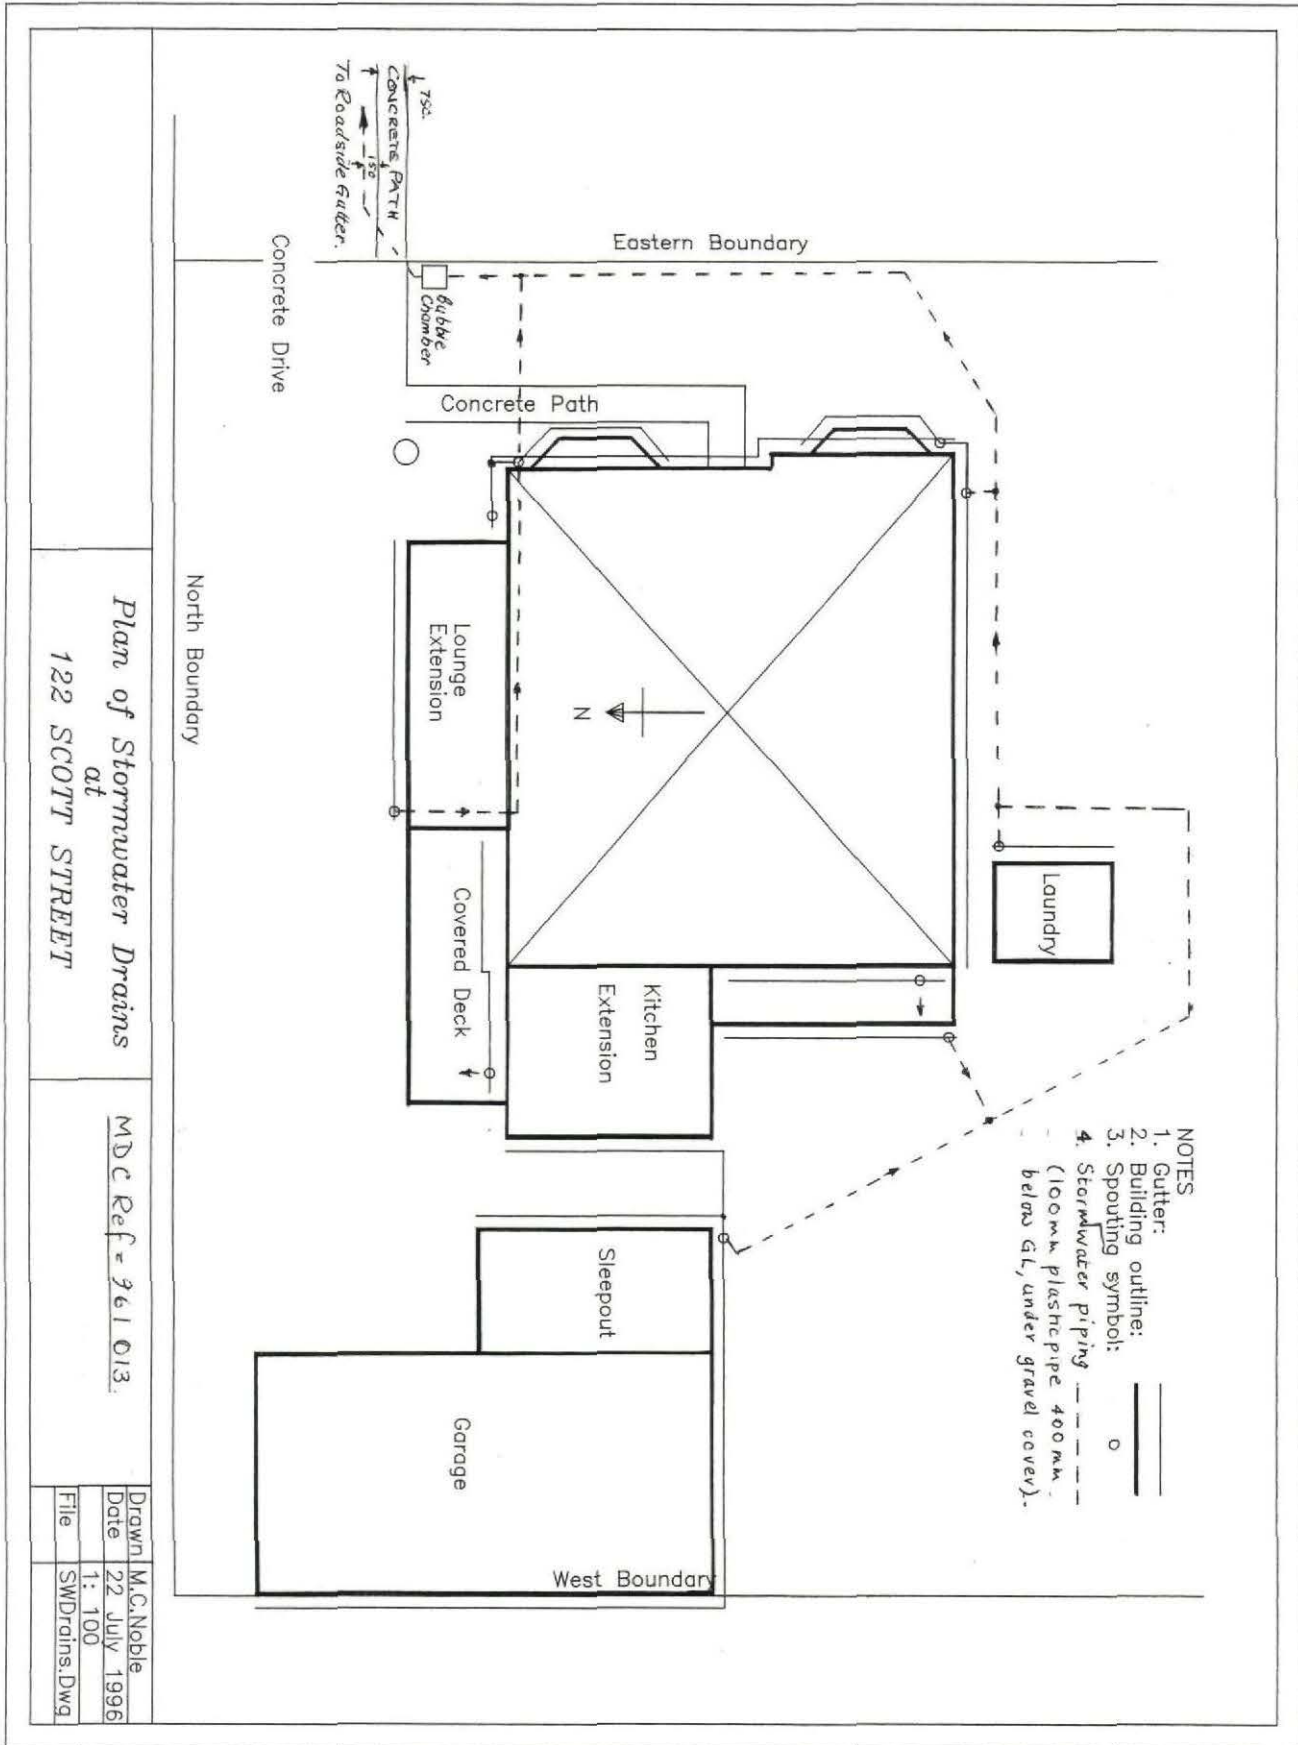 Eastern Boundary
750.
CONCRETE PATH
150
To Roadside Gutter.
Bubble
Chamber
Concrete Drive
Concrete Path
North Boundary
Lounge
Extension
N
Laundry
Covered Deck
Kitchen
Extension
Sleepout
Garage
West Boundary
NOTES
1. Gutter:
2. Building outline:
3. Spouting symbol:
4. Stormwater piping
(100mm plastic pipe 400mm
below GL, under gravel cover).
Plan of Stormwater Drains
at
122 SCOTT STREET
MDC Ref = 961 013.
Drawn M.C.Noble
Date 22 July 1996
1: 100
File SWDrains.Dwg